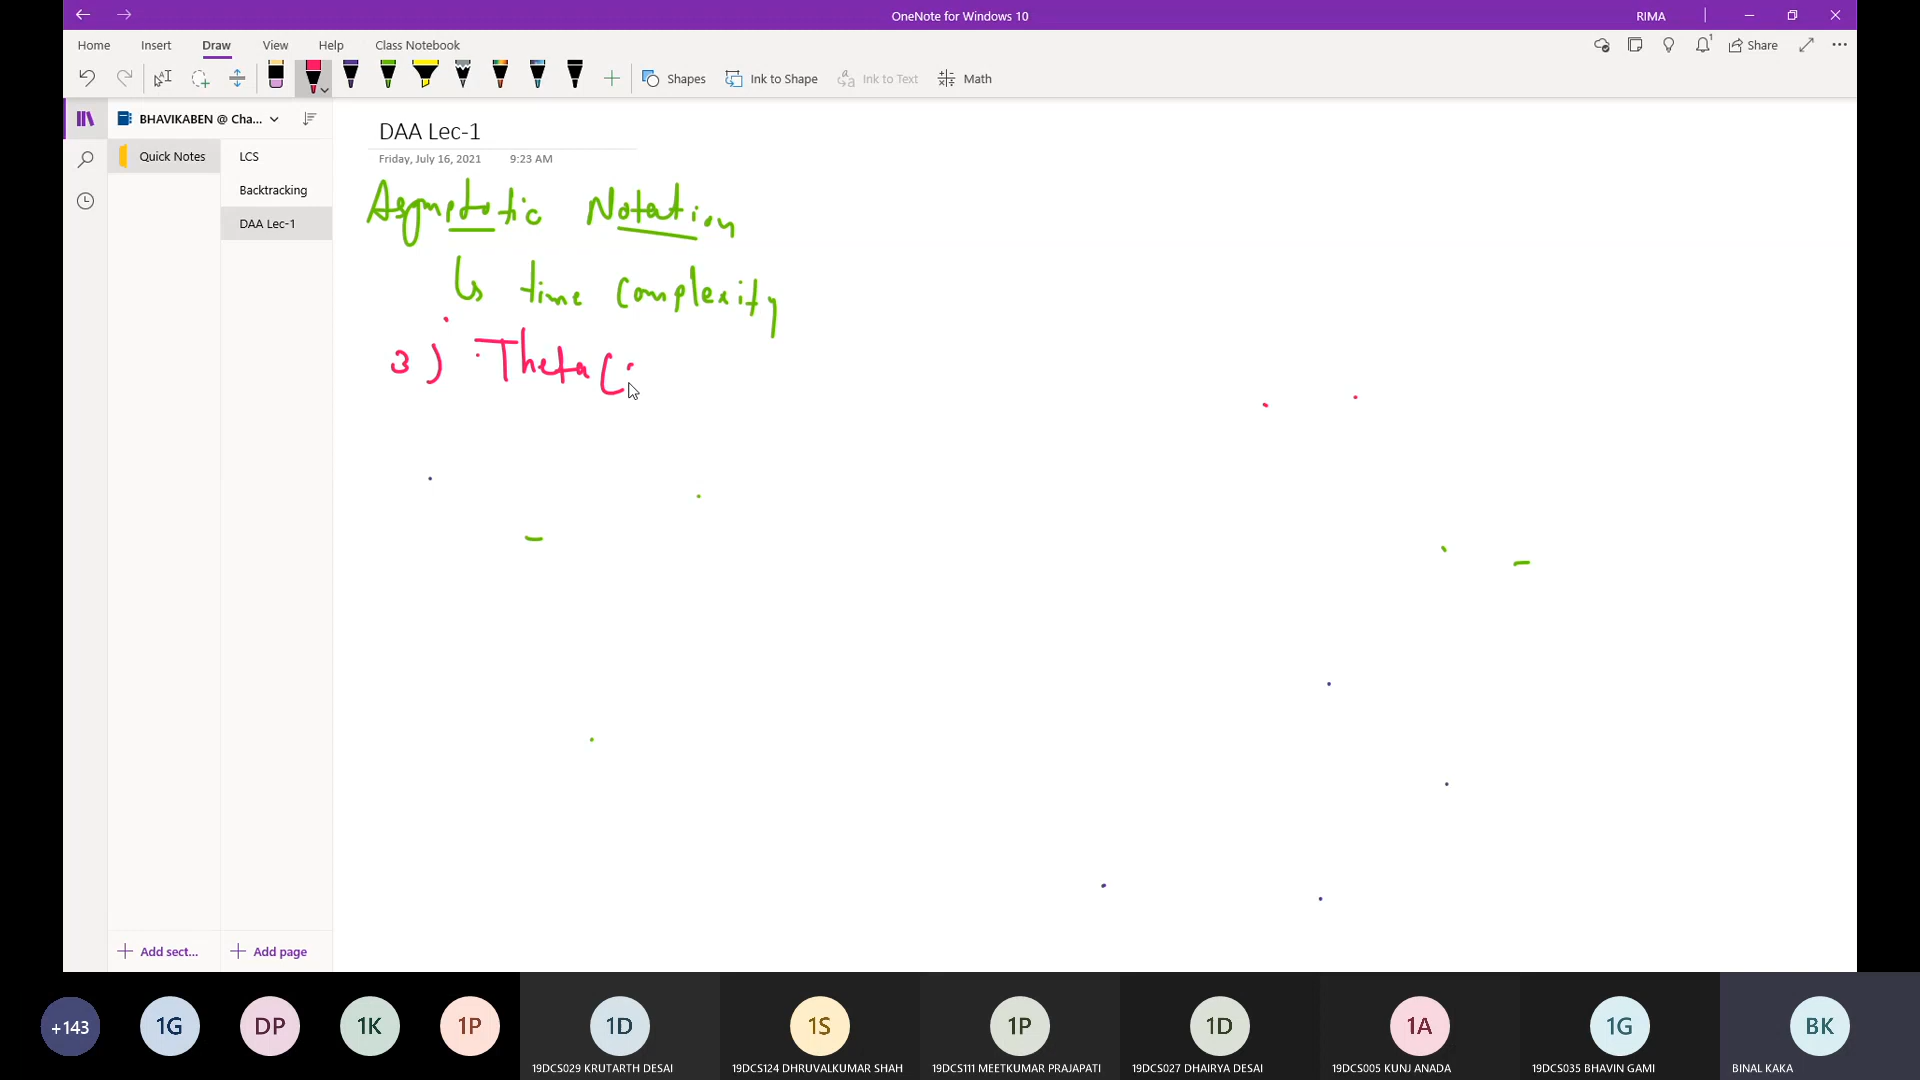 OneNote for Windows 10
RIMA
Home Insert Draw View Help Class Notebook
1
Share
Shapes Ink to Shape Ink to Text Math
BHAVIKABEN @ Cha...
Quick Notes
LCS
Backtracking
DAA Lec-1
DAA Lec-1
Friday, July 16, 2021 9:23 AM
Asymptotic Notation
↳ time complexity
3) Theta (
Add sect... Add page
+143 1G DP 1K 1P 1D 1S 1P 1D 1A 1G BK
19DCS029 KRUTARTH DESAI 19DCS124 DHRUVALKUMAR SHAH 19DCS111 MEETKUMAR PRAJAPATI 19DCS027 DHAIRYA DESAI 19DCS005 KUNJ ANADA 19DCS035 BHAVIN GAMI BINAL KAKA